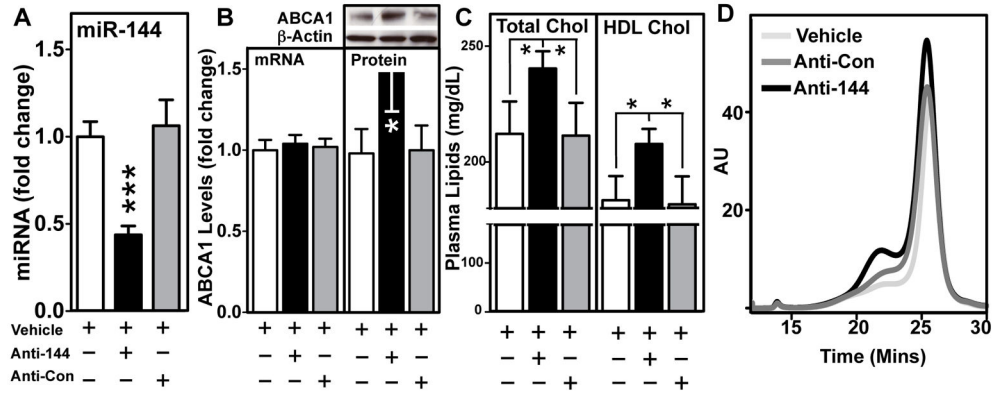 A
miR-144
miRNA (fold change)
1.5
1.0
0.5
0.0
***
Vehicle + + +
Anti-144 – + –
Anti-Con – – +
B
ABCA1
β-Actin
mRNA
Protein
ABCA1 Levels (fold change)
1.5
1.0
0.5
0.0
*
+ + + + + +
– + – – + –
– – + – – +
C
Total Chol
HDL Chol
Plasma Lipids (mg/dL)
250
200
100
0
* *
* *
+ + + + + +
– + – – + –
– – + – – +
D
Vehicle
Anti-Con
Anti-144
AU
40
20
15 20 25 30
Time (Mins)